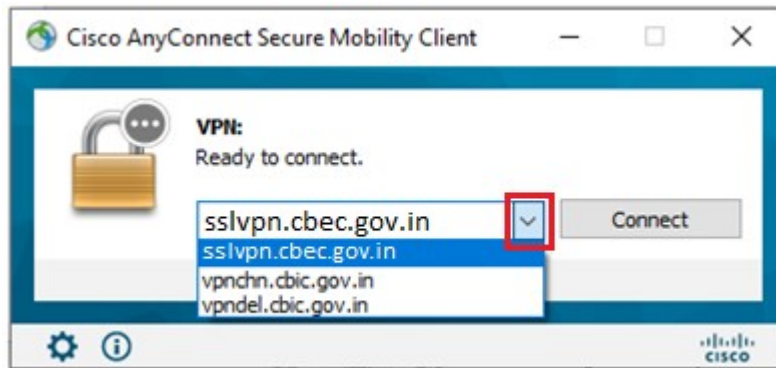 Cisco AnyConnect Secure Mobility Client
VPN:
Ready to connect.
sslvpn.cbec.gov.in
Connect
sslvpn.cbec.gov.in
vpnchn.cbic.gov.in
vpndel.cbic.gov.in
cisco